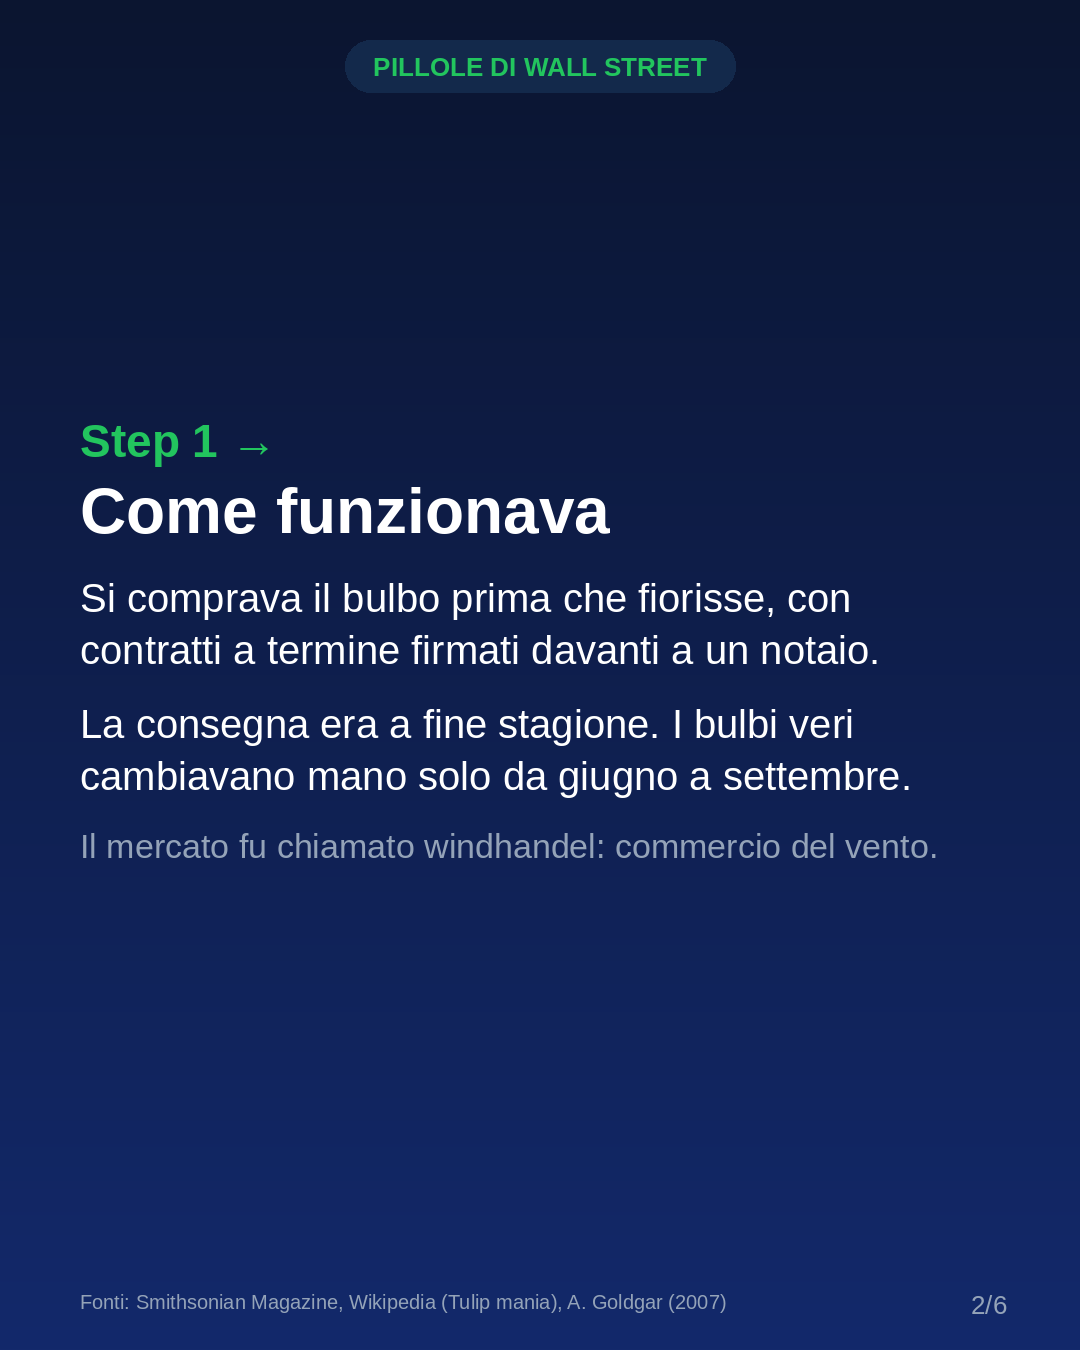 PILLOLE DI WALL STREET
Step 1 →
Come funzionava
Si comprava il bulbo prima che fiorisse, con
contratti a termine firmati davanti a un notaio.
La consegna era a fine stagione. I bulbi veri
cambiavano mano solo da giugno a settembre.
Il mercato fu chiamato windhandel: commercio del vento.
Fonti: Smithsonian Magazine, Wikipedia (Tulip mania), A. Goldgar (2007)
2/6